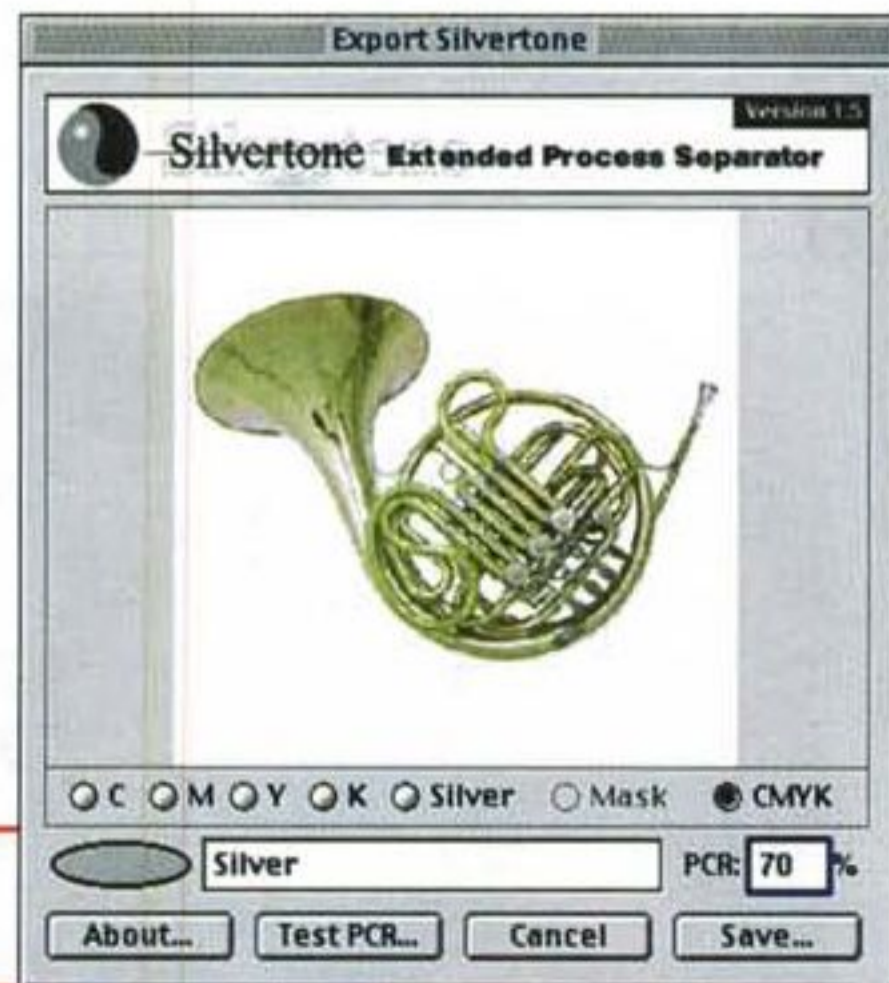 Export Silvertone
Version 1.5
Silvertone Extended Process Separator
C M Y K Silver Mask CMYK
Silver PCR: 70 %
About... Test PCR... Cancel Save...